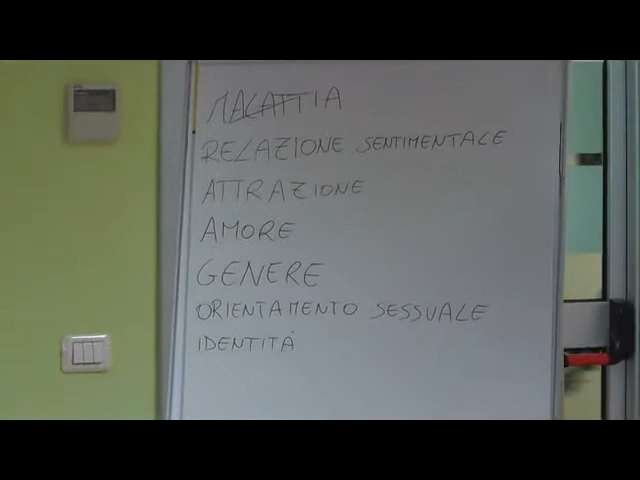 MALATTIA
RELAZIONE SENTIMENTALE
ATTRAZIONE
AMORE
GENERE
ORIENTAMENTO SESSUALE
IDENTITÀ